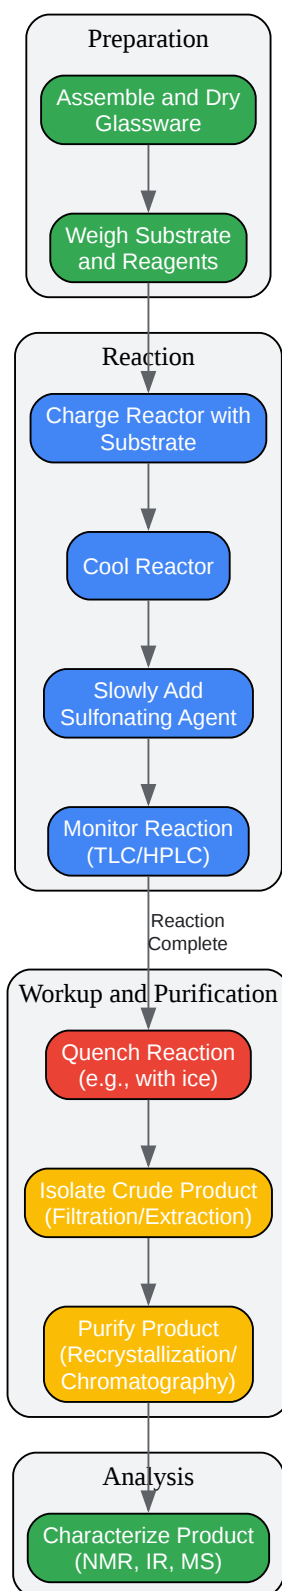 Preparation
Assemble and Dry
Glassware
Weigh Substrate
and Reagents
Reaction
Charge Reactor with
Substrate
Cool Reactor
Slowly Add
Sulfonating Agent
Monitor Reaction
(TLC/HPLC)
Reaction
Complete
Workup and Purification
Quench Reaction
(e.g., with ice)
Isolate Crude Product
(Filtration/Extraction)
Purify Product
(Recrystallization/
Chromatography)
Analysis
Characterize Product
(NMR, IR, MS)